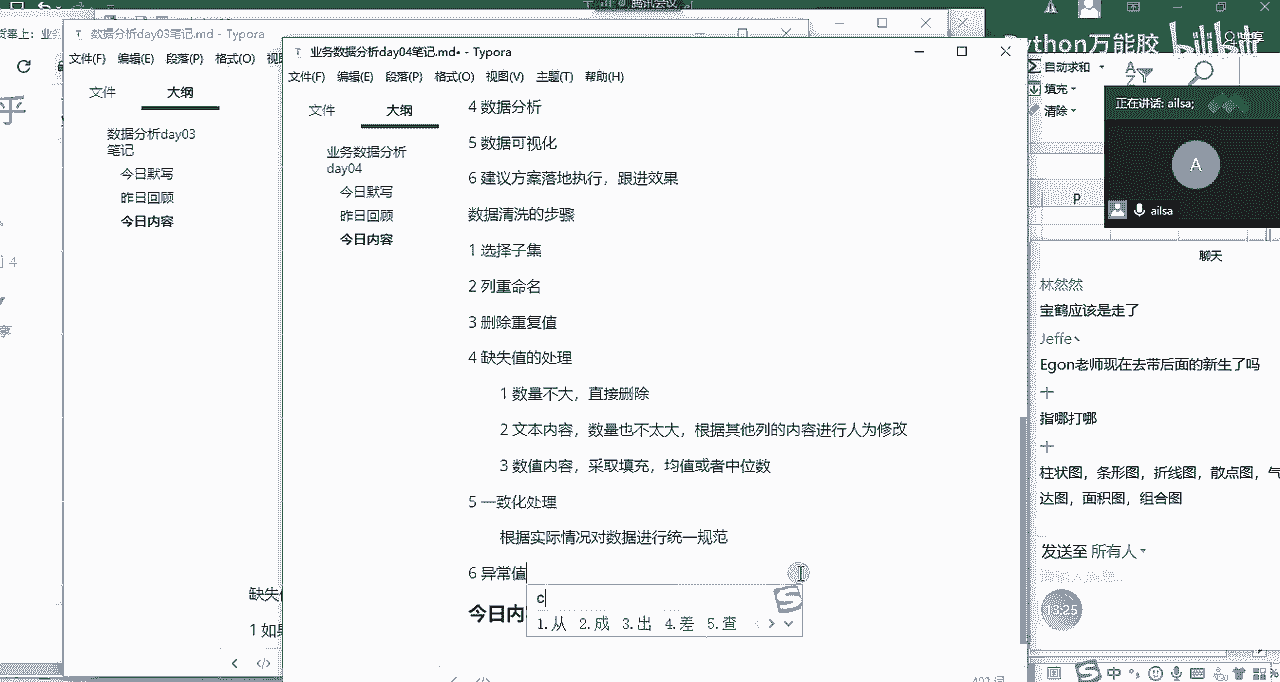 腾讯会议
数据分析day03笔记.md - Typora
文件(F) 编辑(E) 段落(P) 格式(O)
文件 大纲
数据分析day03
笔记
今日默写
昨日回顾
今日内容
业务数据分析day04笔记.md• - Typora
文件(F) 编辑(E) 段落(P) 格式(O) 视图(V) 主题(T) 帮助(H)
文件 大纲
业务数据分析
day04
今日默写
昨日回顾
今日内容
4 数据分析
5 数据可视化
6 建议方案落地执行，跟进效果
数据清洗的步骤
1 选择子集
2 列重命名
3 删除重复值
4 缺失值的处理
1 数量不大，直接删除
2 文本内容，数量也不太大，根据其他列的内容进行人为修改
3 数值内容，采取填充，均值或者中位数
5 一致化处理
根据实际情况对数据进行统一规范
6 异常值
c
1.从 2.成 3.出 4.差 5.查
今日内
缺失
1 如
ython万能胶 bilibili
自动求和
填充
清除
正在讲话: ailsa;
A
ailsa
P
聊天
林然然
宝鹤应该是走了
Jeffe丶
Egon老师现在去带后面的新生了吗
十
指哪打哪
十
柱状图，条形图，折线图，散点图，气
达图，面积图，组合图
发送至 所有人
13:25
中